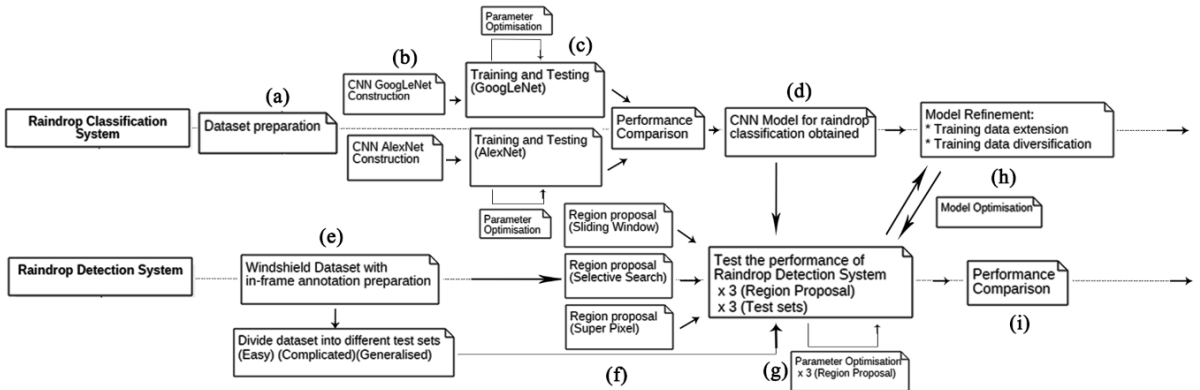 Parameter
Optimisation
(c)
(b)
CNN GoogLeNet
Construction
Training and Testing
(GoogLeNet)
(a)
(d)
Raindrop Classification
System
Dataset preparation
Performance
Comparison
CNN Model for raindrop
classification obtained
Model Refinement:
* Training data extension
* Training data diversification
CNN AlexNet
Construction
Training and Testing
(AlexNet)
(h)
Parameter
Optimisation
Model Optimisation
Region proposal
(Sliding Window)
(e)
Raindrop Detection System
Windshield Dataset with
in-frame annotation preparation
Region proposal
(Selective Search)
Test the performance of
Raindrop Detection System
x 3 (Region Proposal)
x 3 (Test sets)
Performance
Comparison
(i)
Region proposal
(Super Pixel)
Divide dataset into different test sets
(Easy) (Complicated)(Generalised)
(f)
(g)
Parameter Optimisation
x 3 (Region Proposal)